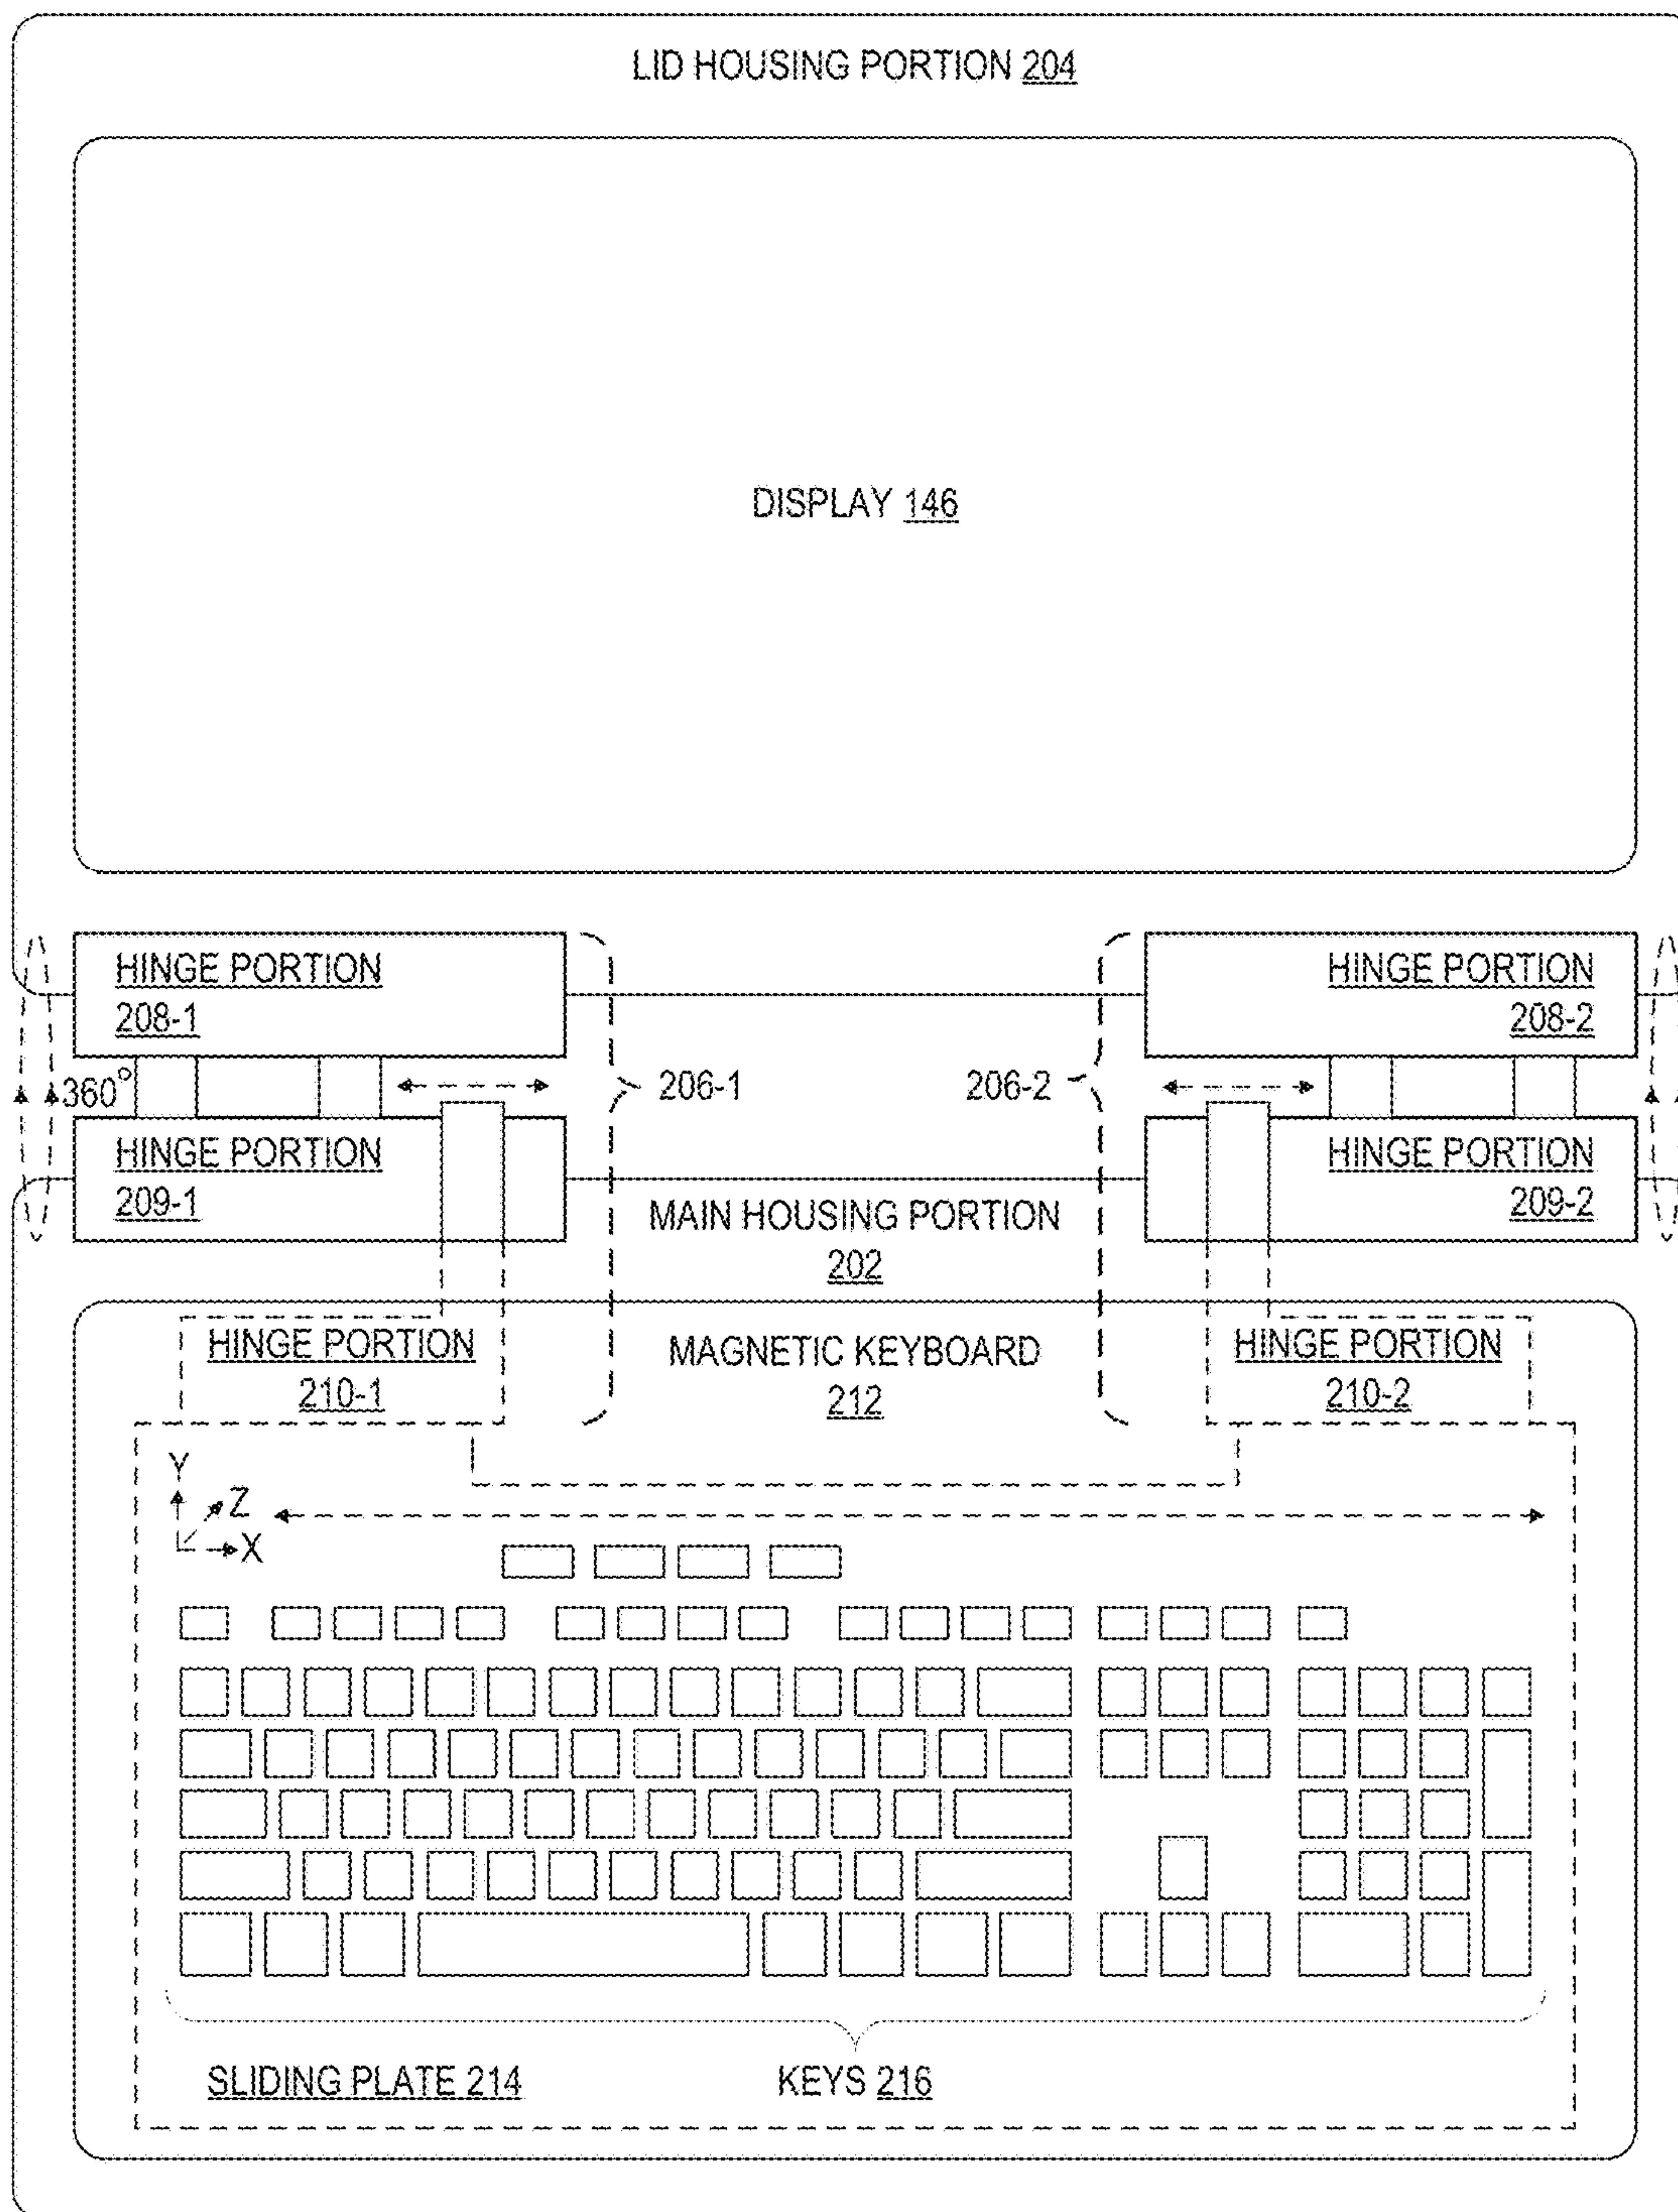 LID HOUSING PORTION 204
DISPLAY 146
HINGE PORTION
208-1
HINGE PORTION
208-2
360°
206-1
206-2
HINGE PORTION
209-1
HINGE PORTION
209-2
MAIN HOUSING PORTION
202
HINGE PORTION
210-1
MAGNETIC KEYBOARD
212
HINGE PORTION
210-2
Y
Z
X
SLIDING PLATE 214
KEYS 216